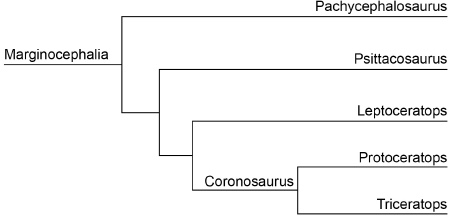 Pachycephalosaurus
Marginocephalia
Psittacosaurus
Leptoceratops
Protoceratops
Coronosaurus
Triceratops